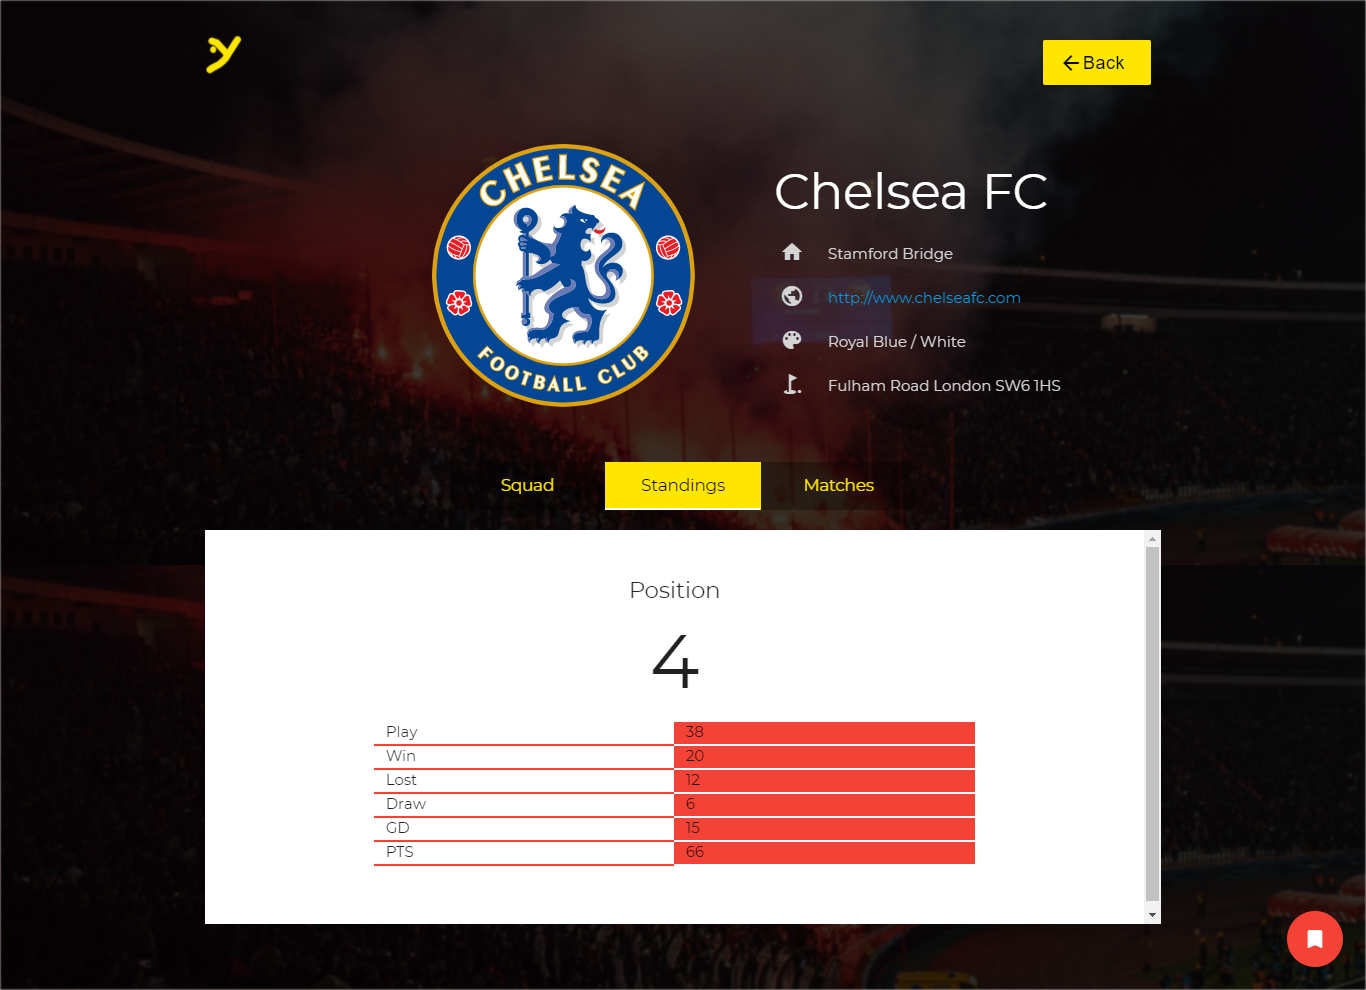 Back
CHELSEA
FOOTBALL CLUB
Chelsea FC
Stamford Bridge
http://www.chelseafc.com
Royal Blue / White
Fulham Road London SW6 1HS
Squad Standings Matches
Position
4
Play 38
Win 20
Lost 12
Draw 6
GD 15
PTS 66